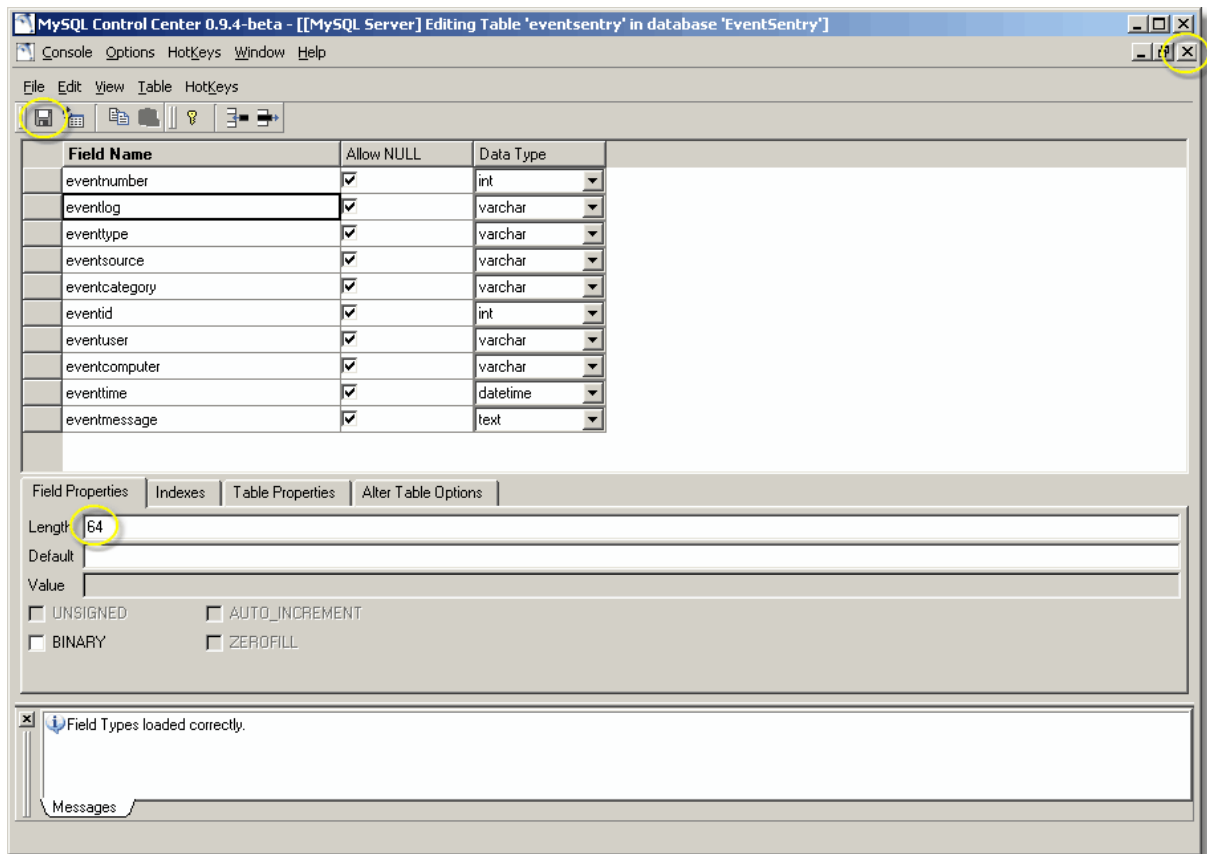 MySQL Control Center 0.9.4-beta - [[MySQL Server] Editing Table 'eventsentry' in database 'EventSentry']
Console Options HotKeys Window Help
File Edit View Table HotKeys
Field Name Allow NULL Data Type
eventnumber int
eventlog varchar
eventtype varchar
eventsource varchar
eventcategory varchar
eventid int
eventuser varchar
eventcomputer varchar
eventtime datetime
eventmessage text
Field Properties Indexes Table Properties Alter Table Options
Length 64
Default
Value
UNSIGNED AUTO_INCREMENT
BINARY ZEROFILL
Field Types loaded correctly.
Messages